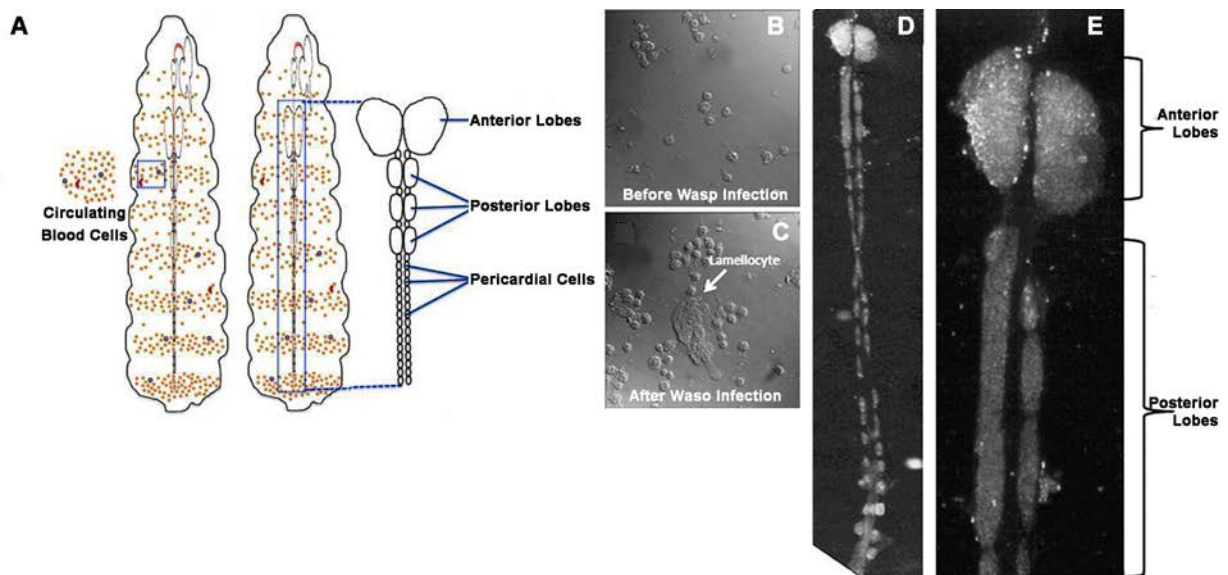 A
Circulating
Blood Cells
Anterior Lobes
Posterior Lobes
Pericardial Cells
B
Before Wasp Infection
C
Lamellocyte
After Waso Infection
D
E
Anterior
Lobes
Posterior
Lobes